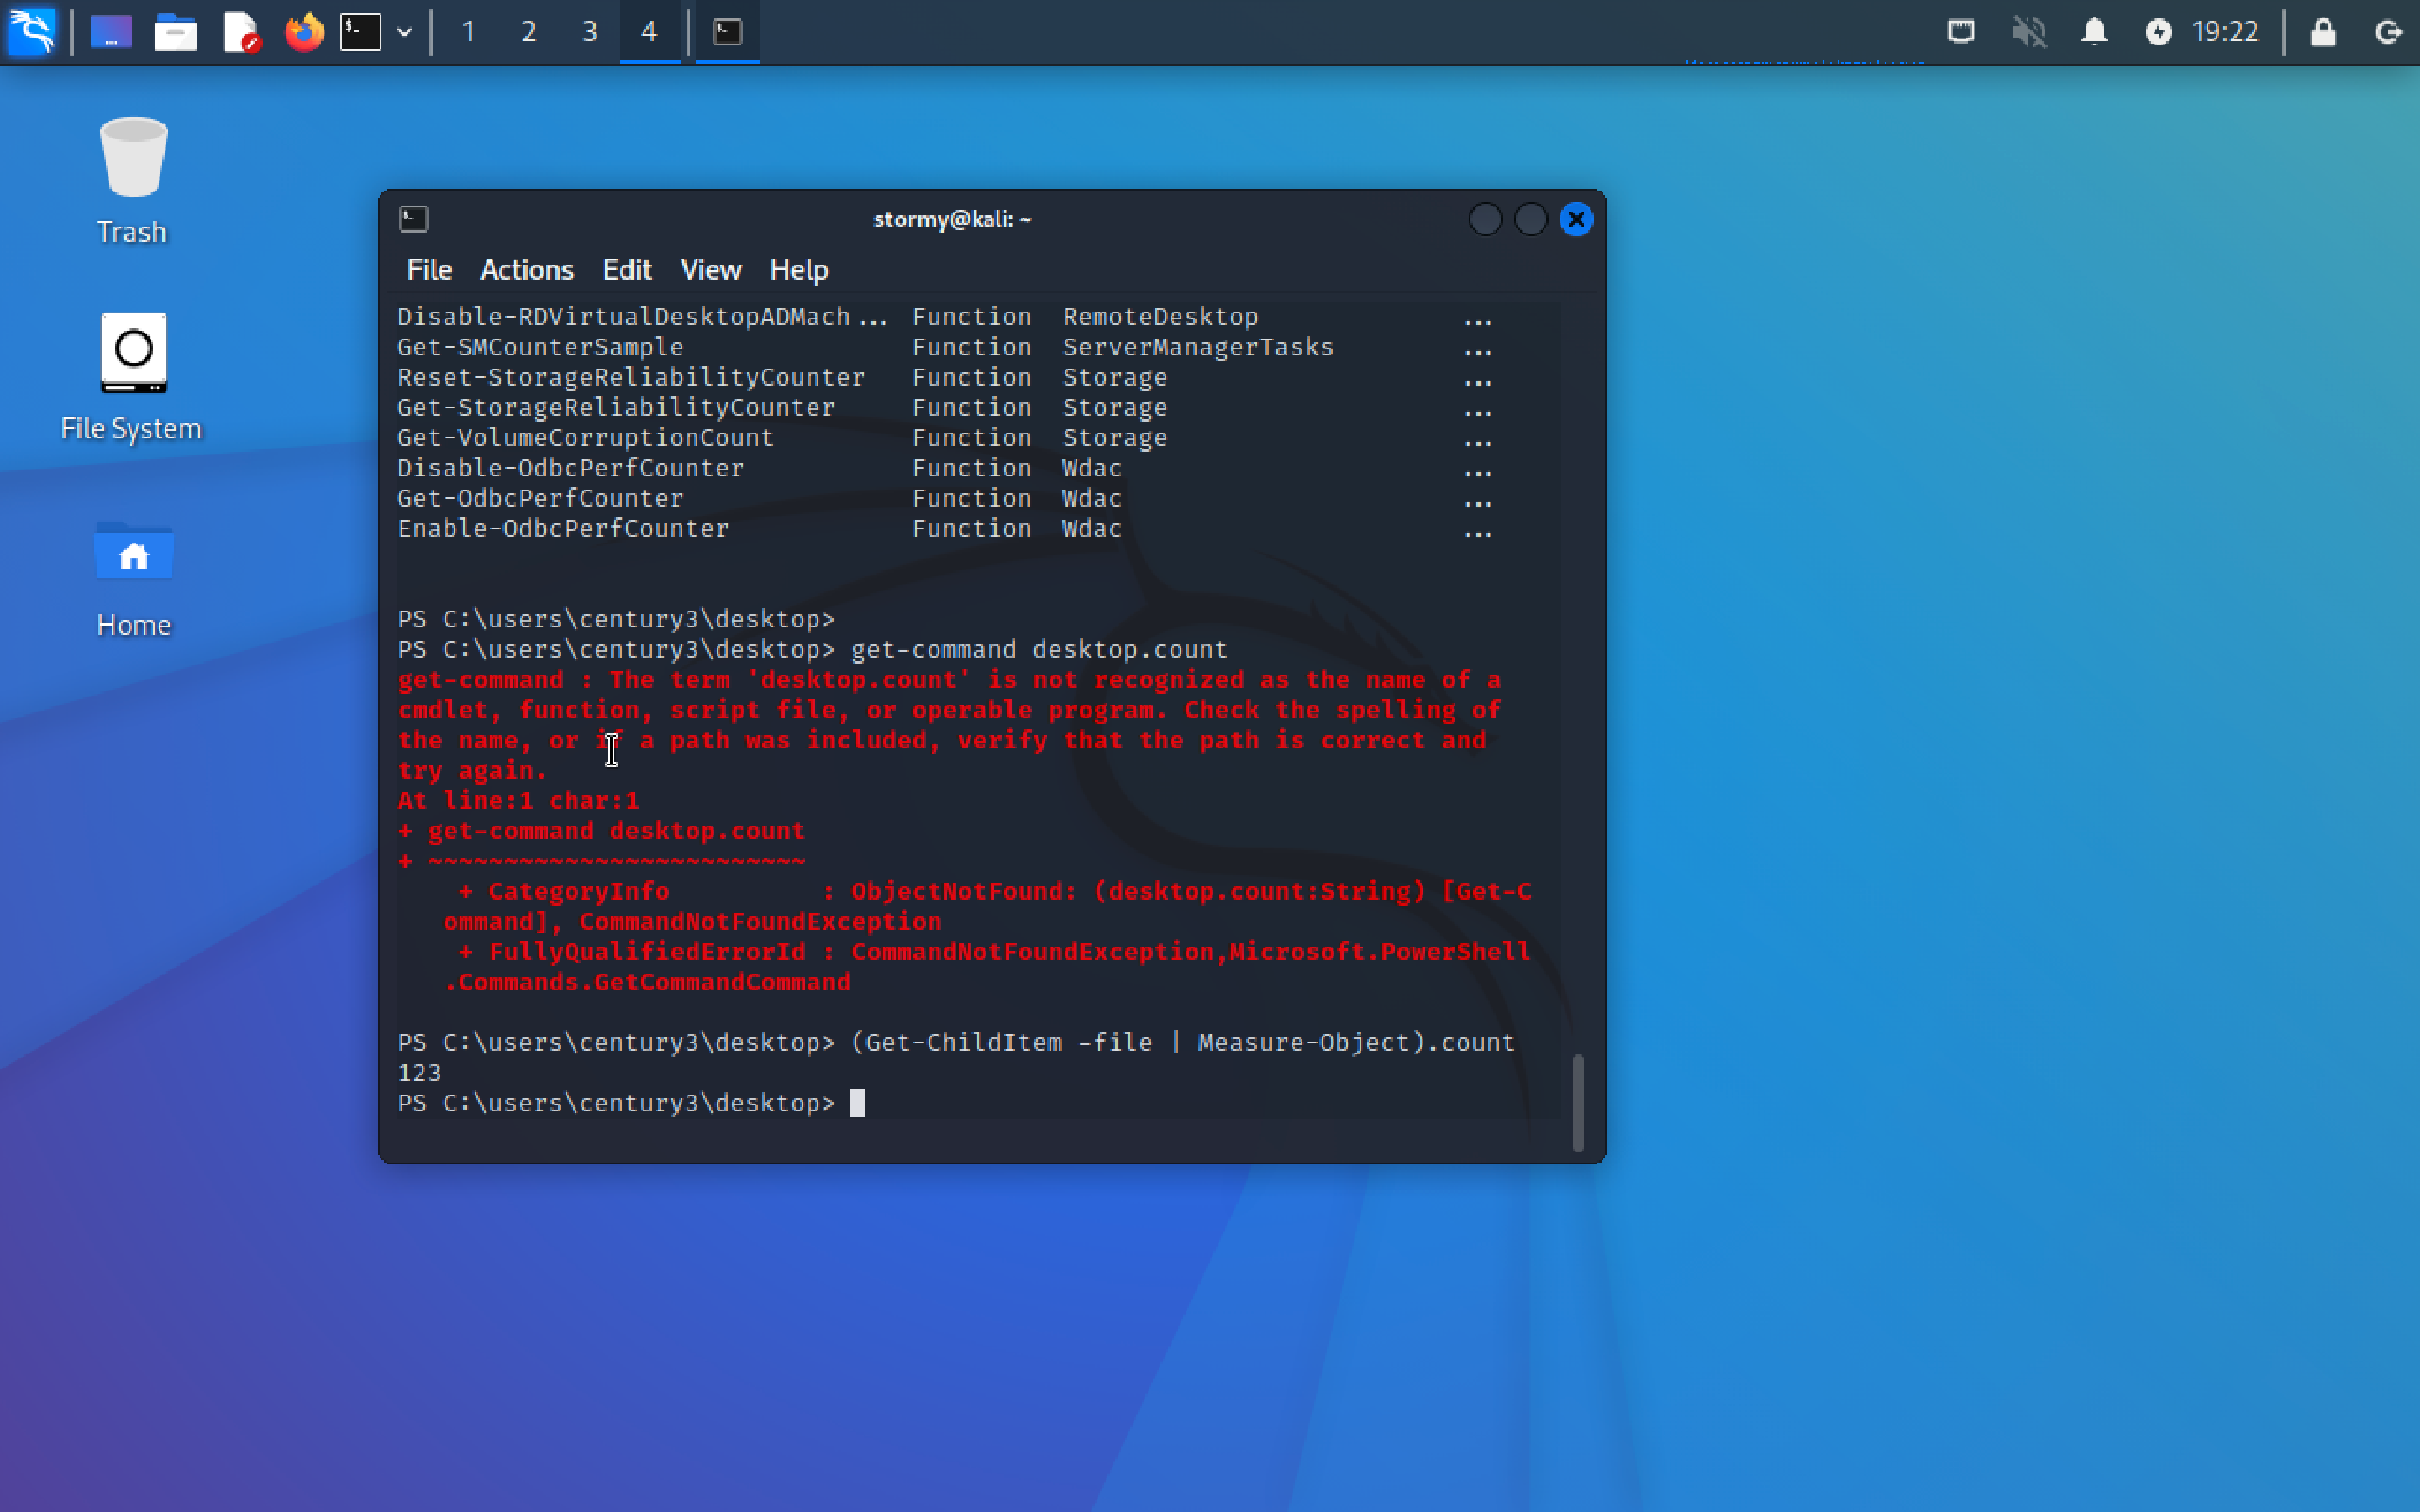 1 2 3 4 19:22
Trash
File System
Home
stormy@kali: ~
File Actions Edit View Help
Disable-RDVirtualDesktopADMach... Function RemoteDesktop ...
Get-SMCounterSample Function ServerManagerTasks ...
Reset-StorageReliabilityCounter Function Storage ...
Get-StorageReliabilityCounter Function Storage ...
Get-VolumeCorruptionCount Function Storage ...
Disable-OdbcPerfCounter Function Wdac ...
Get-OdbcPerfCounter Function Wdac ...
Enable-OdbcPerfCounter Function Wdac ...
PS C:\users\century3\desktop>
PS C:\users\century3\desktop> get-command desktop.count
get-command : The term 'desktop.count' is not recognized as the name of a
cmdlet, function, script file, or operable program. Check the spelling of
the name, or if a path was included, verify that the path is correct and
try again.
At line:1 char:1
+ get-command desktop.count
+ ~~~~~~~~~~~~~~~~~~~~~~~~~
+ CategoryInfo : ObjectNotFound: (desktop.count:String) [Get-C
ommand], CommandNotFoundException
+ FullyQualifiedErrorId : CommandNotFoundException,Microsoft.PowerShell
.Commands.GetCommandCommand
PS C:\users\century3\desktop> (Get-ChildItem -file | Measure-Object).count
123
PS C:\users\century3\desktop>